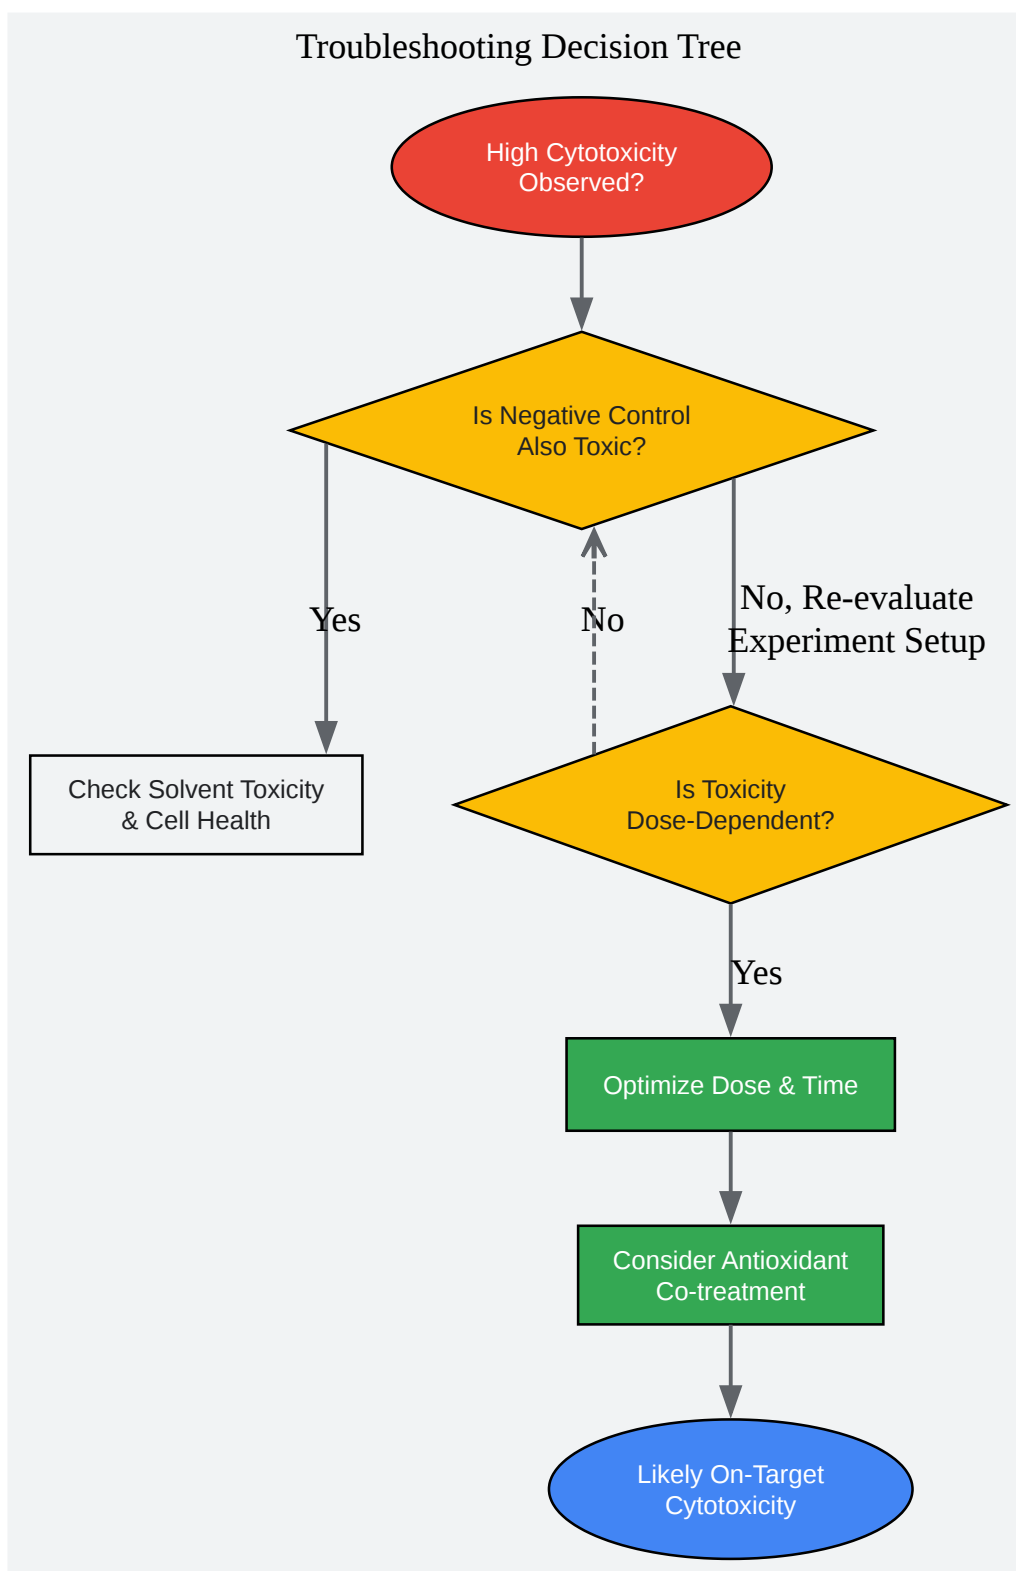 Troubleshooting Decision Tree
High Cytotoxicity
Observed?
Is Negative Control
Also Toxic?
Yes
No
No, Re-evaluate
Experiment Setup
Check Solvent Toxicity
& Cell Health
Is Toxicity
Dose-Dependent?
Yes
Optimize Dose & Time
Consider Antioxidant
Co-treatment
Likely On-Target
Cytotoxicity